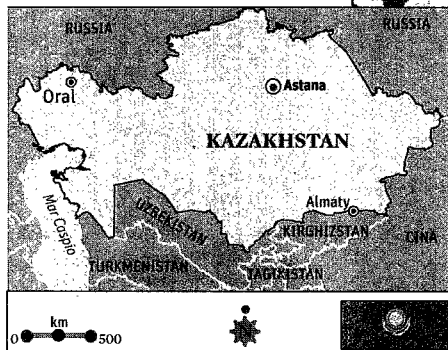 RUSSIA
RUSSIA
Oral
Astana
KAZAKHSTAN
Mar Caspio
UZBEKISTAN
Almaty
KIRGHIZSTAN
CINA
TURKMENISTAN
TAGIKISTAN
km
0 500